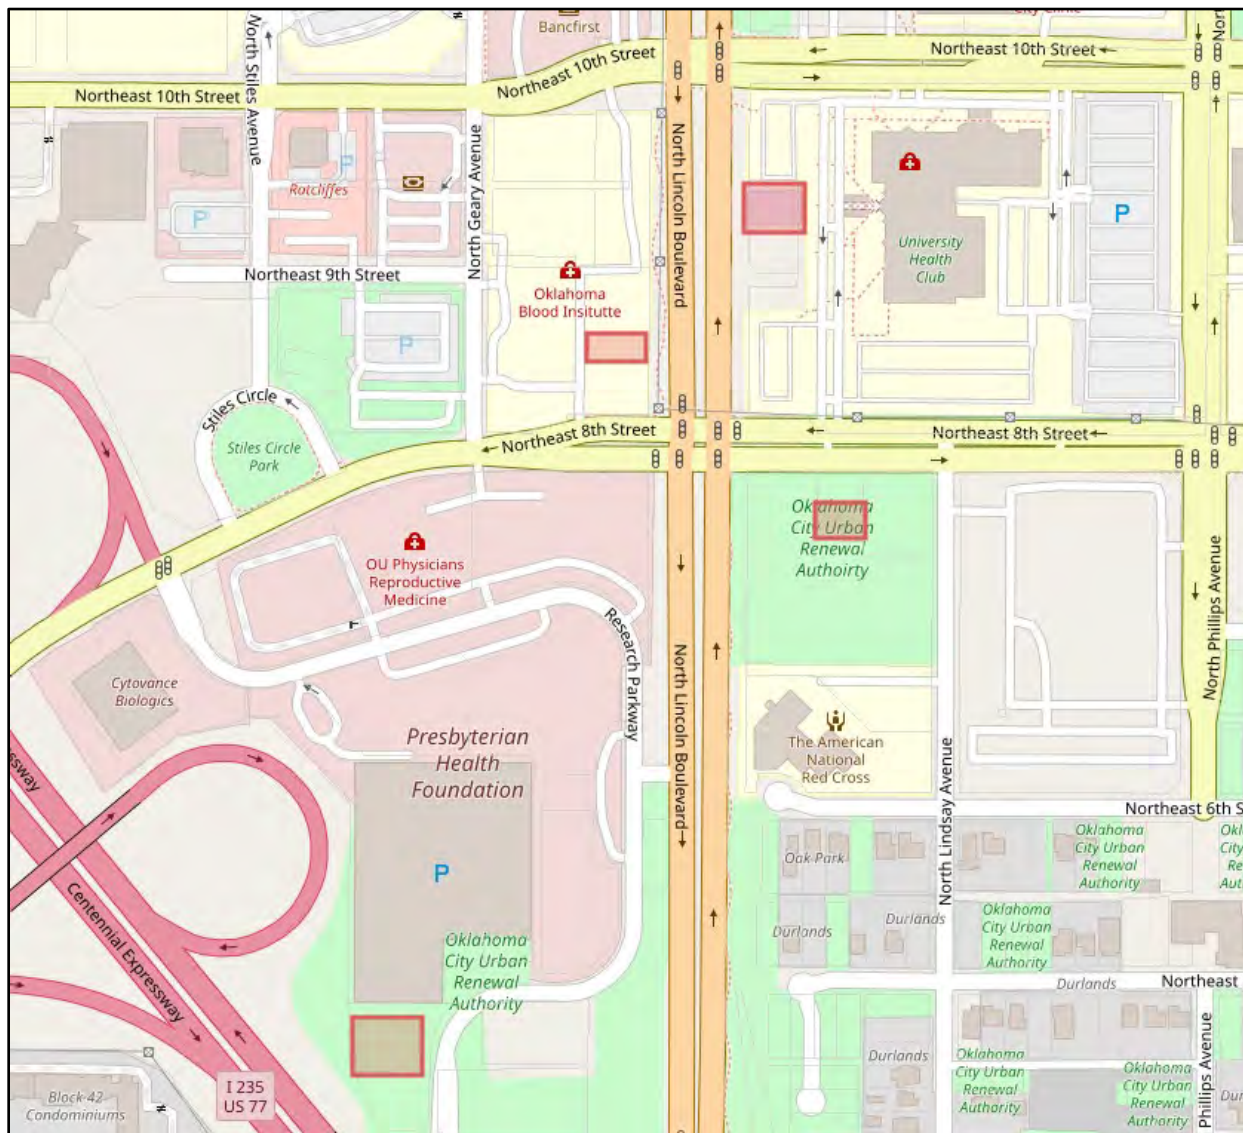 City Clinic
Bancfirst
North Stiles Avenue
Northeast 10th Street
Northeast 10th Street
Northeast 10th Street
North Geary Avenue
North Lincoln Boulevard
Ratcliffes
P
P
P
University
Health
Club
Northeast 9th Street
Oklahoma
Blood Insitutte
P
Stiles Circle
Stiles Circle
Park
Northeast 8th Street
Northeast 8th Street
Oklahoma
City Urban
Renewal
Authoirty
OU Physicians
Reproductive
Medicine
Research Parkway
North Lincoln Boulevard
North Phillips Avenue
Cytovance
Biologics
Presbyterian
Health
Foundation
The American
National
Red Cross
North Lindsay Avenue
ssway
Northeast 6th S
Oak Park
Oklahoma
City Urban
Renewal
Authority
P
Centennial Expressway
Durlands
Durlands
Oklahoma
City Urban
Renewal
Authority
Oklahoma
City Urban
Renewal
Authority
Durlands
Northeast
Phillips Avenue
Durlands
Oklahoma
City Urban
Renewal
Authority
Oklahoma
City Urban
Renewal
Authority
I 235
US 77
Block 42
Condominiums
Dur